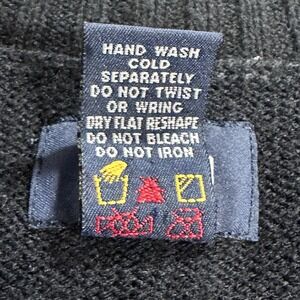 HAND WASH
COLD
SEPARATELY
DO NOT TWIST
OR WRING
DRY FLAT RESHAPE
DO NOT BLEACH
DO NOT IRON